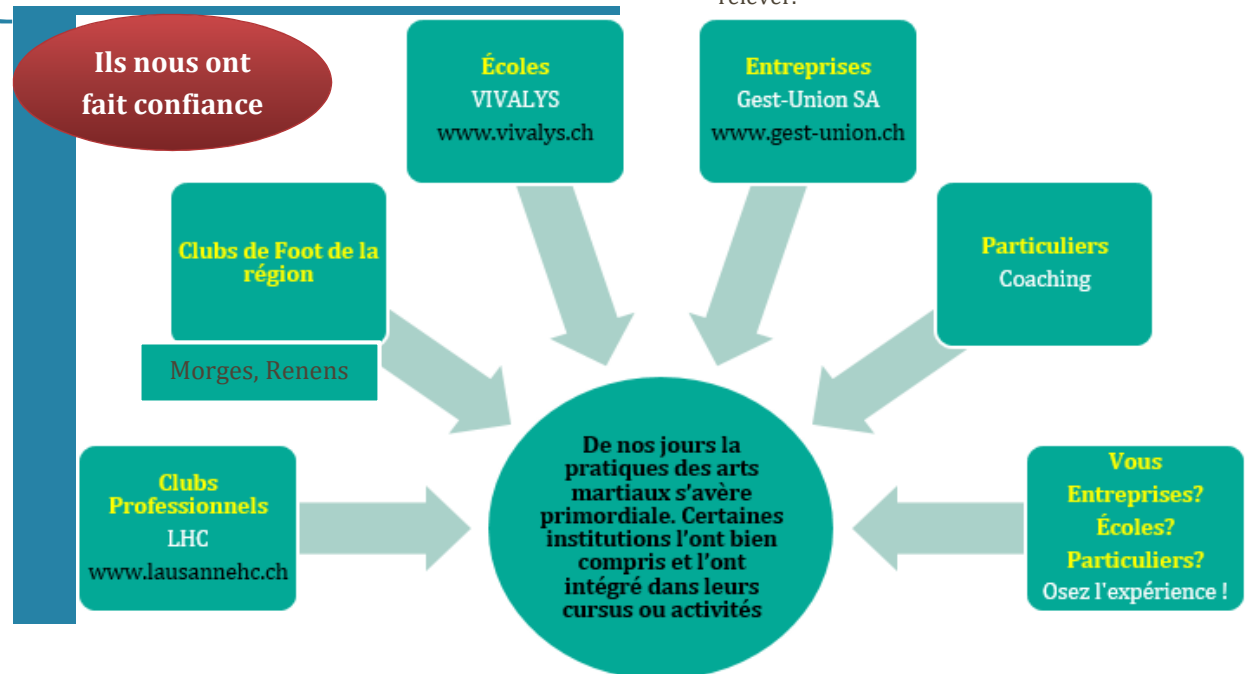 relever.
Ils nous ont
fait confiance
Écoles
VIVALYS
www.vivalys.ch
Entreprises
Gest-Union SA
www.gest-union.ch
Clubs de Foot de la
région
Morges, Renens
Particuliers
Coaching
Clubs
Professionnels
LHC
www.lausannehc.ch
De nos jours la
pratiques des arts
martiaux s’avère
primordiale. Certaines
institutions l’ont bien
compris et l’ont
intégré dans leurs
cursus ou activités
Vous
Entreprises?
Écoles?
Particuliers?
Osez l'expérience !